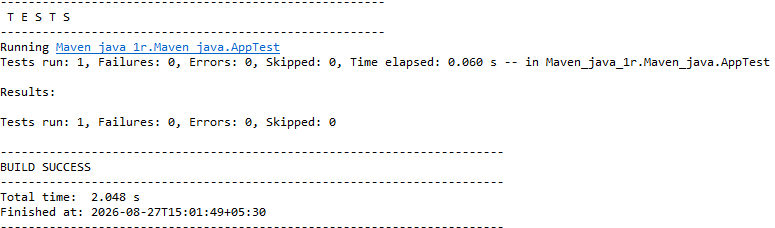 -------------------------------------------------------
 T E S T S
-------------------------------------------------------
Running Maven_java_1r.Maven_java.AppTest
Tests run: 1, Failures: 0, Errors: 0, Skipped: 0, Time elapsed: 0.060 s -- in Maven_java_1r.Maven_java.AppTest

Results:

Tests run: 1, Failures: 0, Errors: 0, Skipped: 0

------------------------------------------------------------------------
BUILD SUCCESS
------------------------------------------------------------------------
Total time:  2.048 s
Finished at: 2026-08-27T15:01:49+05:30
------------------------------------------------------------------------